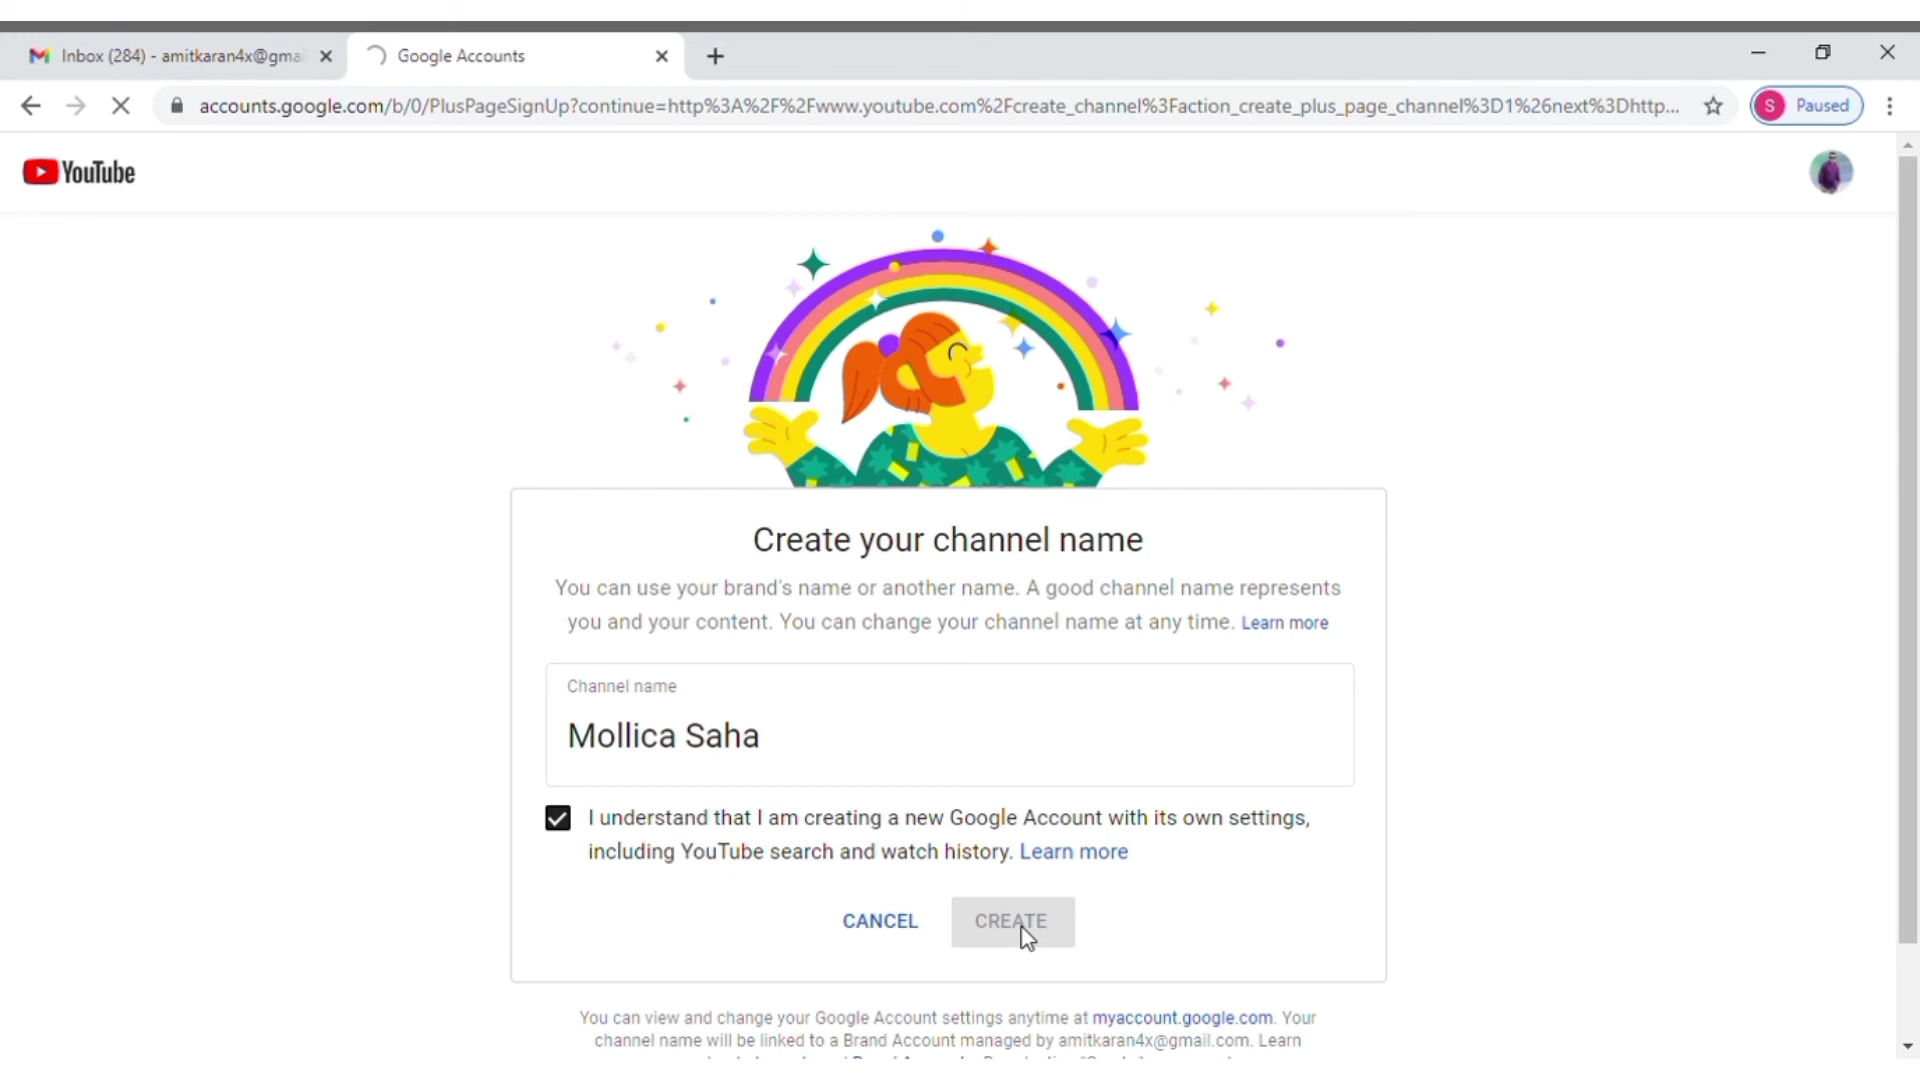 Inbox (284) - amitkaran4x@gmai
Google Accounts
accounts.google.com/b/0/PlusPageSignUp?continue=http%3A%2F%2Fwww.youtube.com%2Fcreate_channel%3Faction_create_plus_page_channel%3D1%26next%3Dhttp...
S Paused
YouTube
Create your channel name
You can use your brand's name or another name. A good channel name represents
you and your content. You can change your channel name at any time. Learn more
Channel name
Mollica Saha
I understand that I am creating a new Google Account with its own settings,
including YouTube search and watch history. Learn more
CANCEL
CREATE
You can view and change your Google Account settings anytime at myaccount.google.com. Your
channel name will be linked to a Brand Account managed by amitkaran4x@gmail.com. Learn